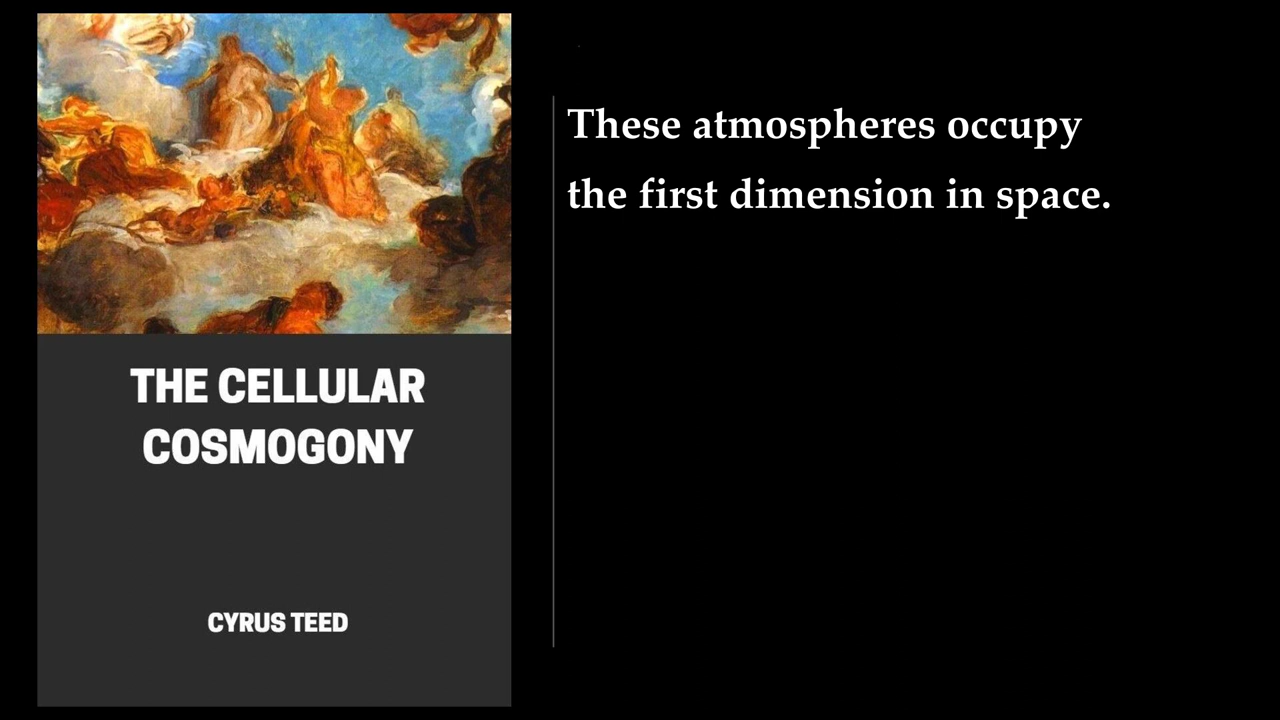 THE CELLULAR
COSMOGONY
CYRUS TEED
These atmospheres occupy
the first dimension in space.